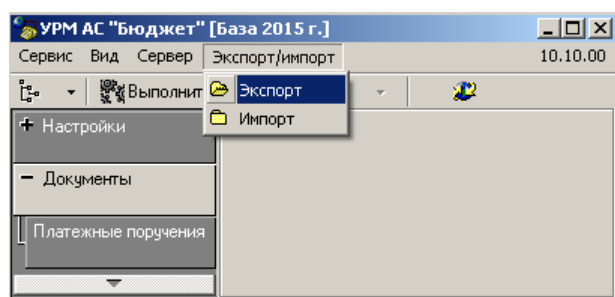 УРМ АС "Бюджет" [База 2015 г.]
Сервис Вид Сервер Экспорт/импорт 10.10.00
Выполнит
Экспорт
Импорт
+ Настройки
− Документы
Платежные поручения